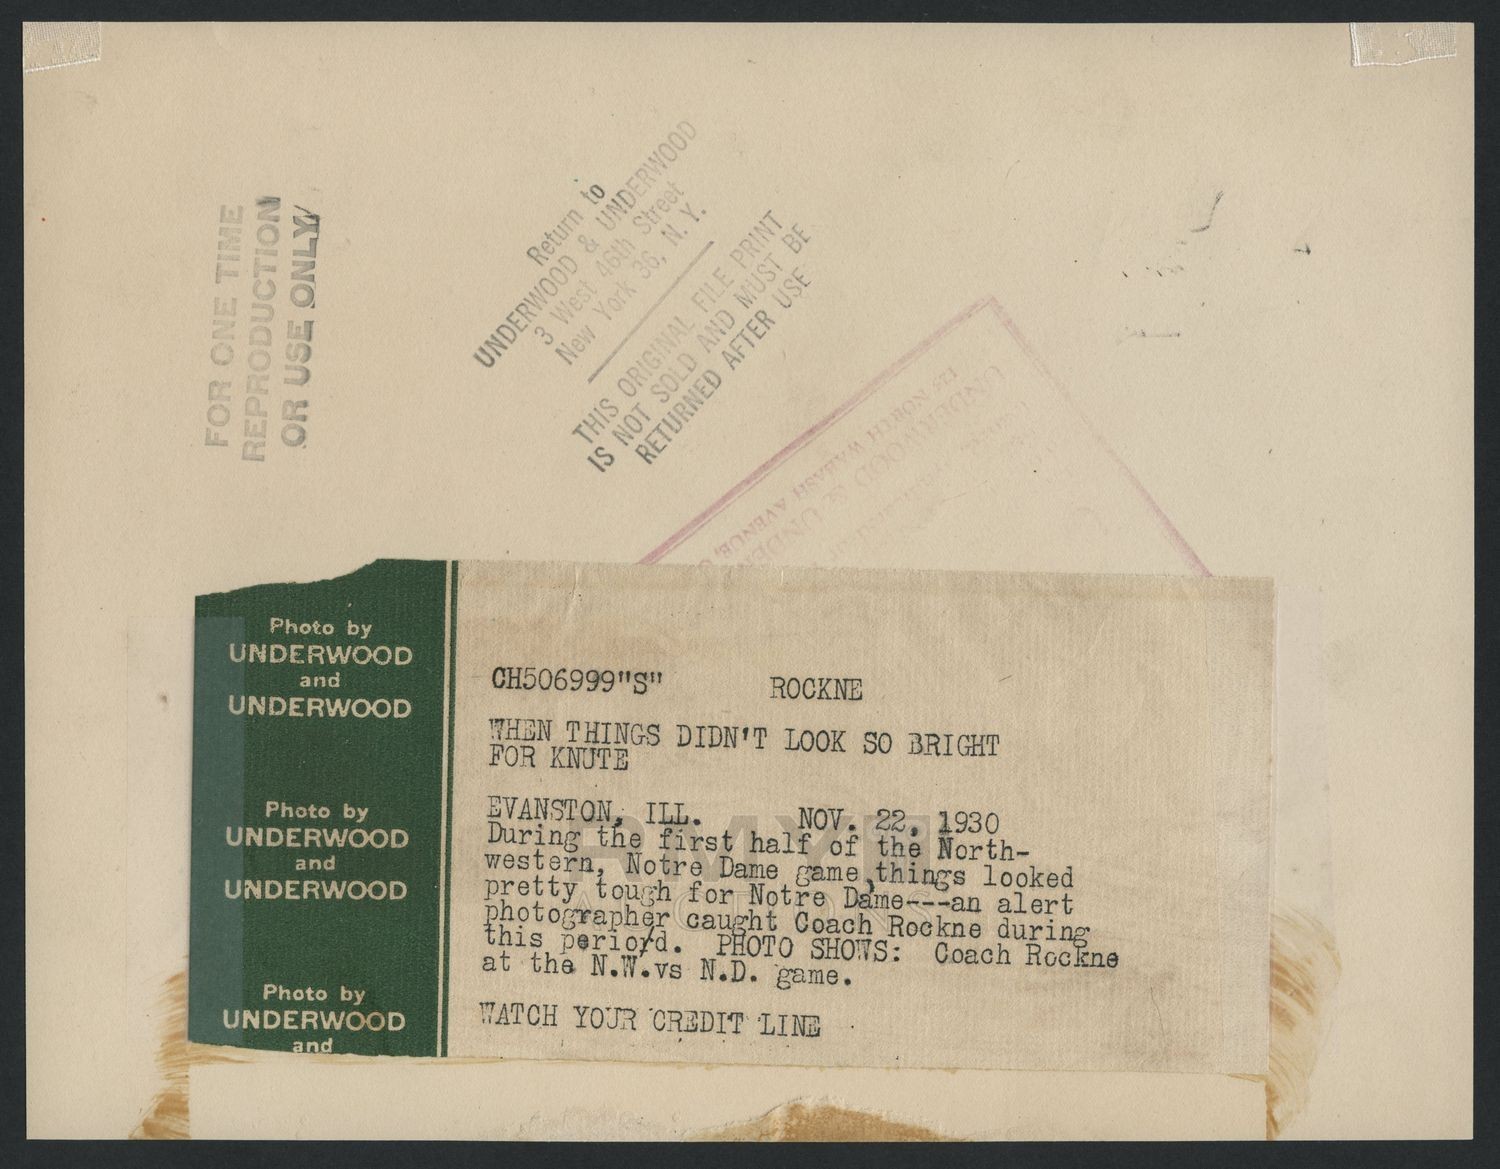 FOR ONE TIME
REPRODUCTION
OR USE ONLY
Return to
UNDERWOOD & UNDERWOOD
3 West 46th Street
New York 36, N. Y.
THIS ORIGINAL FILE PRINT
IS NOT SOLD AND MUST BE
RETURNED AFTER USE
UNDERWOOD & UNDE
NORTH WABASH AVENUE, C
Photo by
UNDERWOOD
and
UNDERWOOD
Photo by
UNDERWOOD
and
UNDERWOOD
Photo by
UNDERWOOD
and
CH506999"S" ROCKNE
WHEN THINGS DIDN'T LOOK SO BRIGHT
FOR KNUTE
EVANSTON, ILL. NOV. 22, 1930
During the first half of the North-
western, Notre Dame game,things looked
pretty tough for Notre Dame---an alert
photographer caught Coach Rockne during
this perio/d. PHOTO SHOWS: Coach Rockne
at the N.W.vs N.D. game.
WATCH YOUR CREDIT LINE